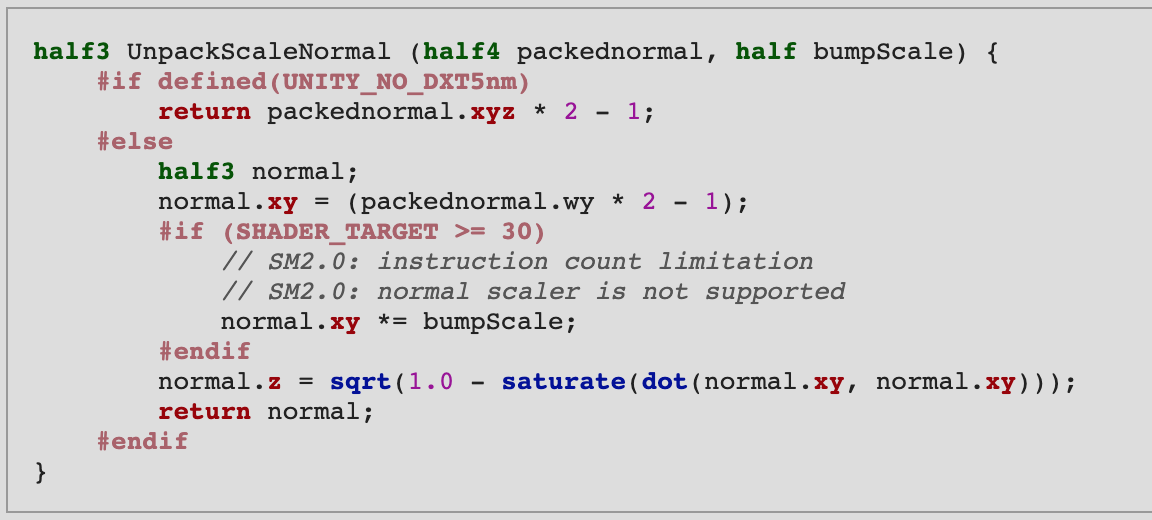 half3 UnpackScaleNormal (half4 packednormal, half bumpScale) {
    #if defined(UNITY_NO_DXT5nm)
        return packednormal.xyz * 2 - 1;
    #else
        half3 normal;
        normal.xy = (packednormal.wy * 2 - 1);
        #if (SHADER_TARGET >= 30)
            // SM2.0: instruction count limitation
            // SM2.0: normal scaler is not supported
            normal.xy *= bumpScale;
        #endif
        normal.z = sqrt(1.0 - saturate(dot(normal.xy, normal.xy)));
        return normal;
    #endif
}